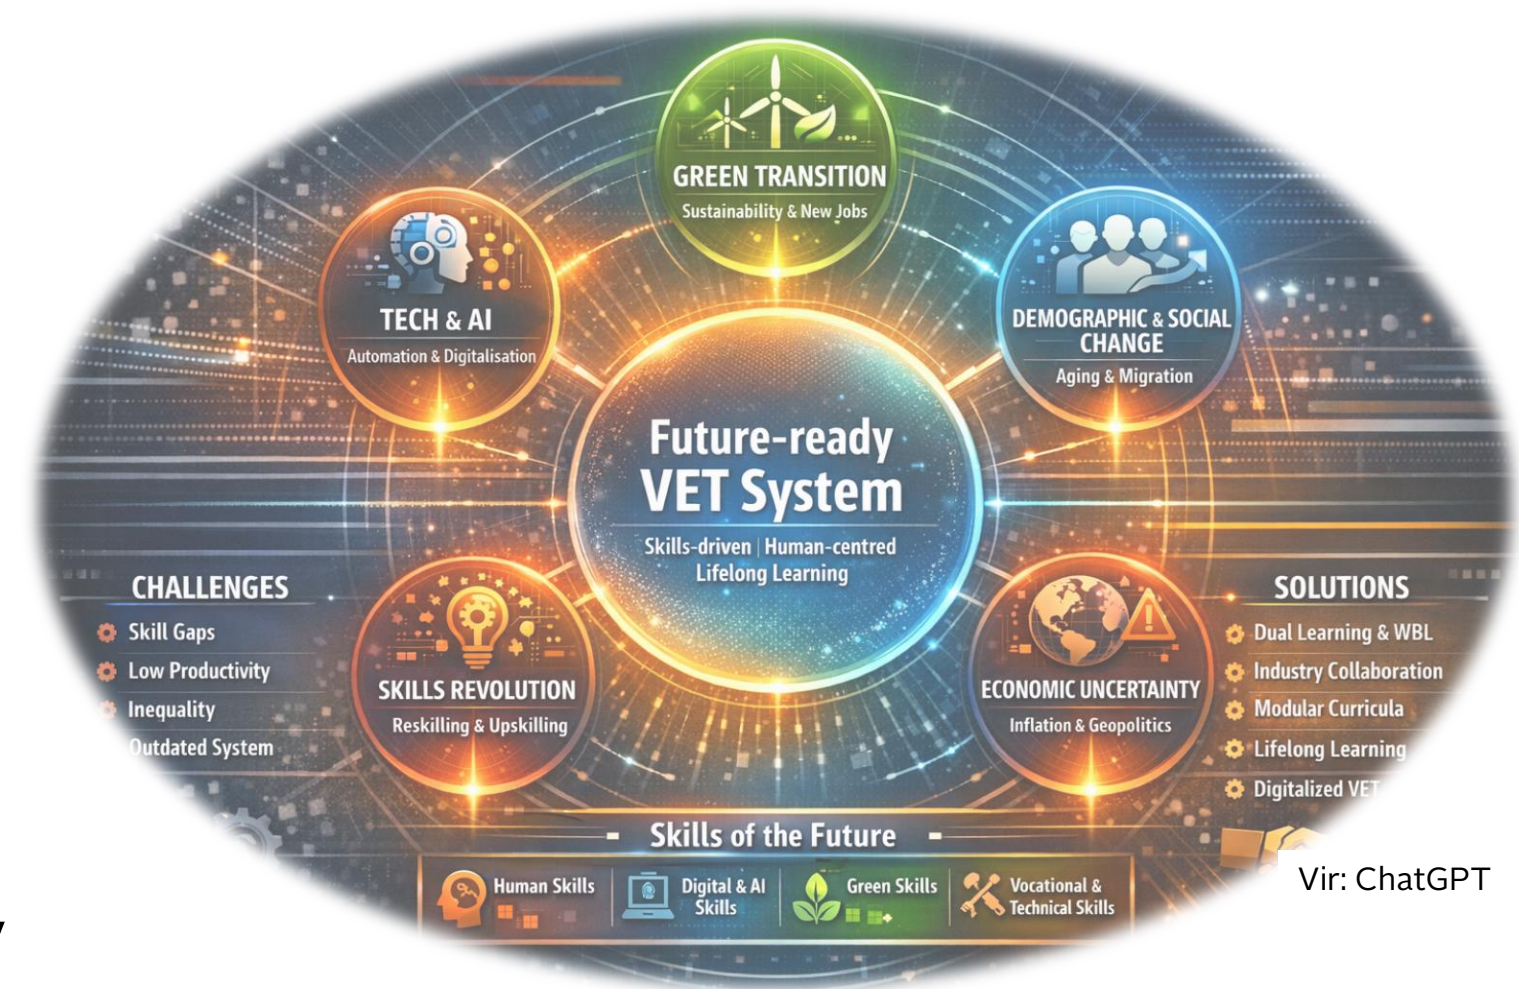 GREEN TRANSITION
Sustainability & New Jobs
TECH & AI
Automation & Digitalisation
DEMOGRAPHIC & SOCIAL
CHANGE
Aging & Migration
Future-ready
VET System
Skills-driven | Human-centred
Lifelong Learning
CHALLENGES
Skill Gaps
Low Productivity
Inequality
Outdated System
SKILLS REVOLUTION
Reskilling & Upskilling
ECONOMIC UNCERTAINTY
Inflation & Geopolitics
SOLUTIONS
Dual Learning & WBL
Industry Collaboration
Modular Curricula
Lifelong Learning
Digitalized VET
Skills of the Future
Human Skills
Digital & AI
Skills
Green Skills
Vocational &
Technical Skills
Vir: ChatGPT